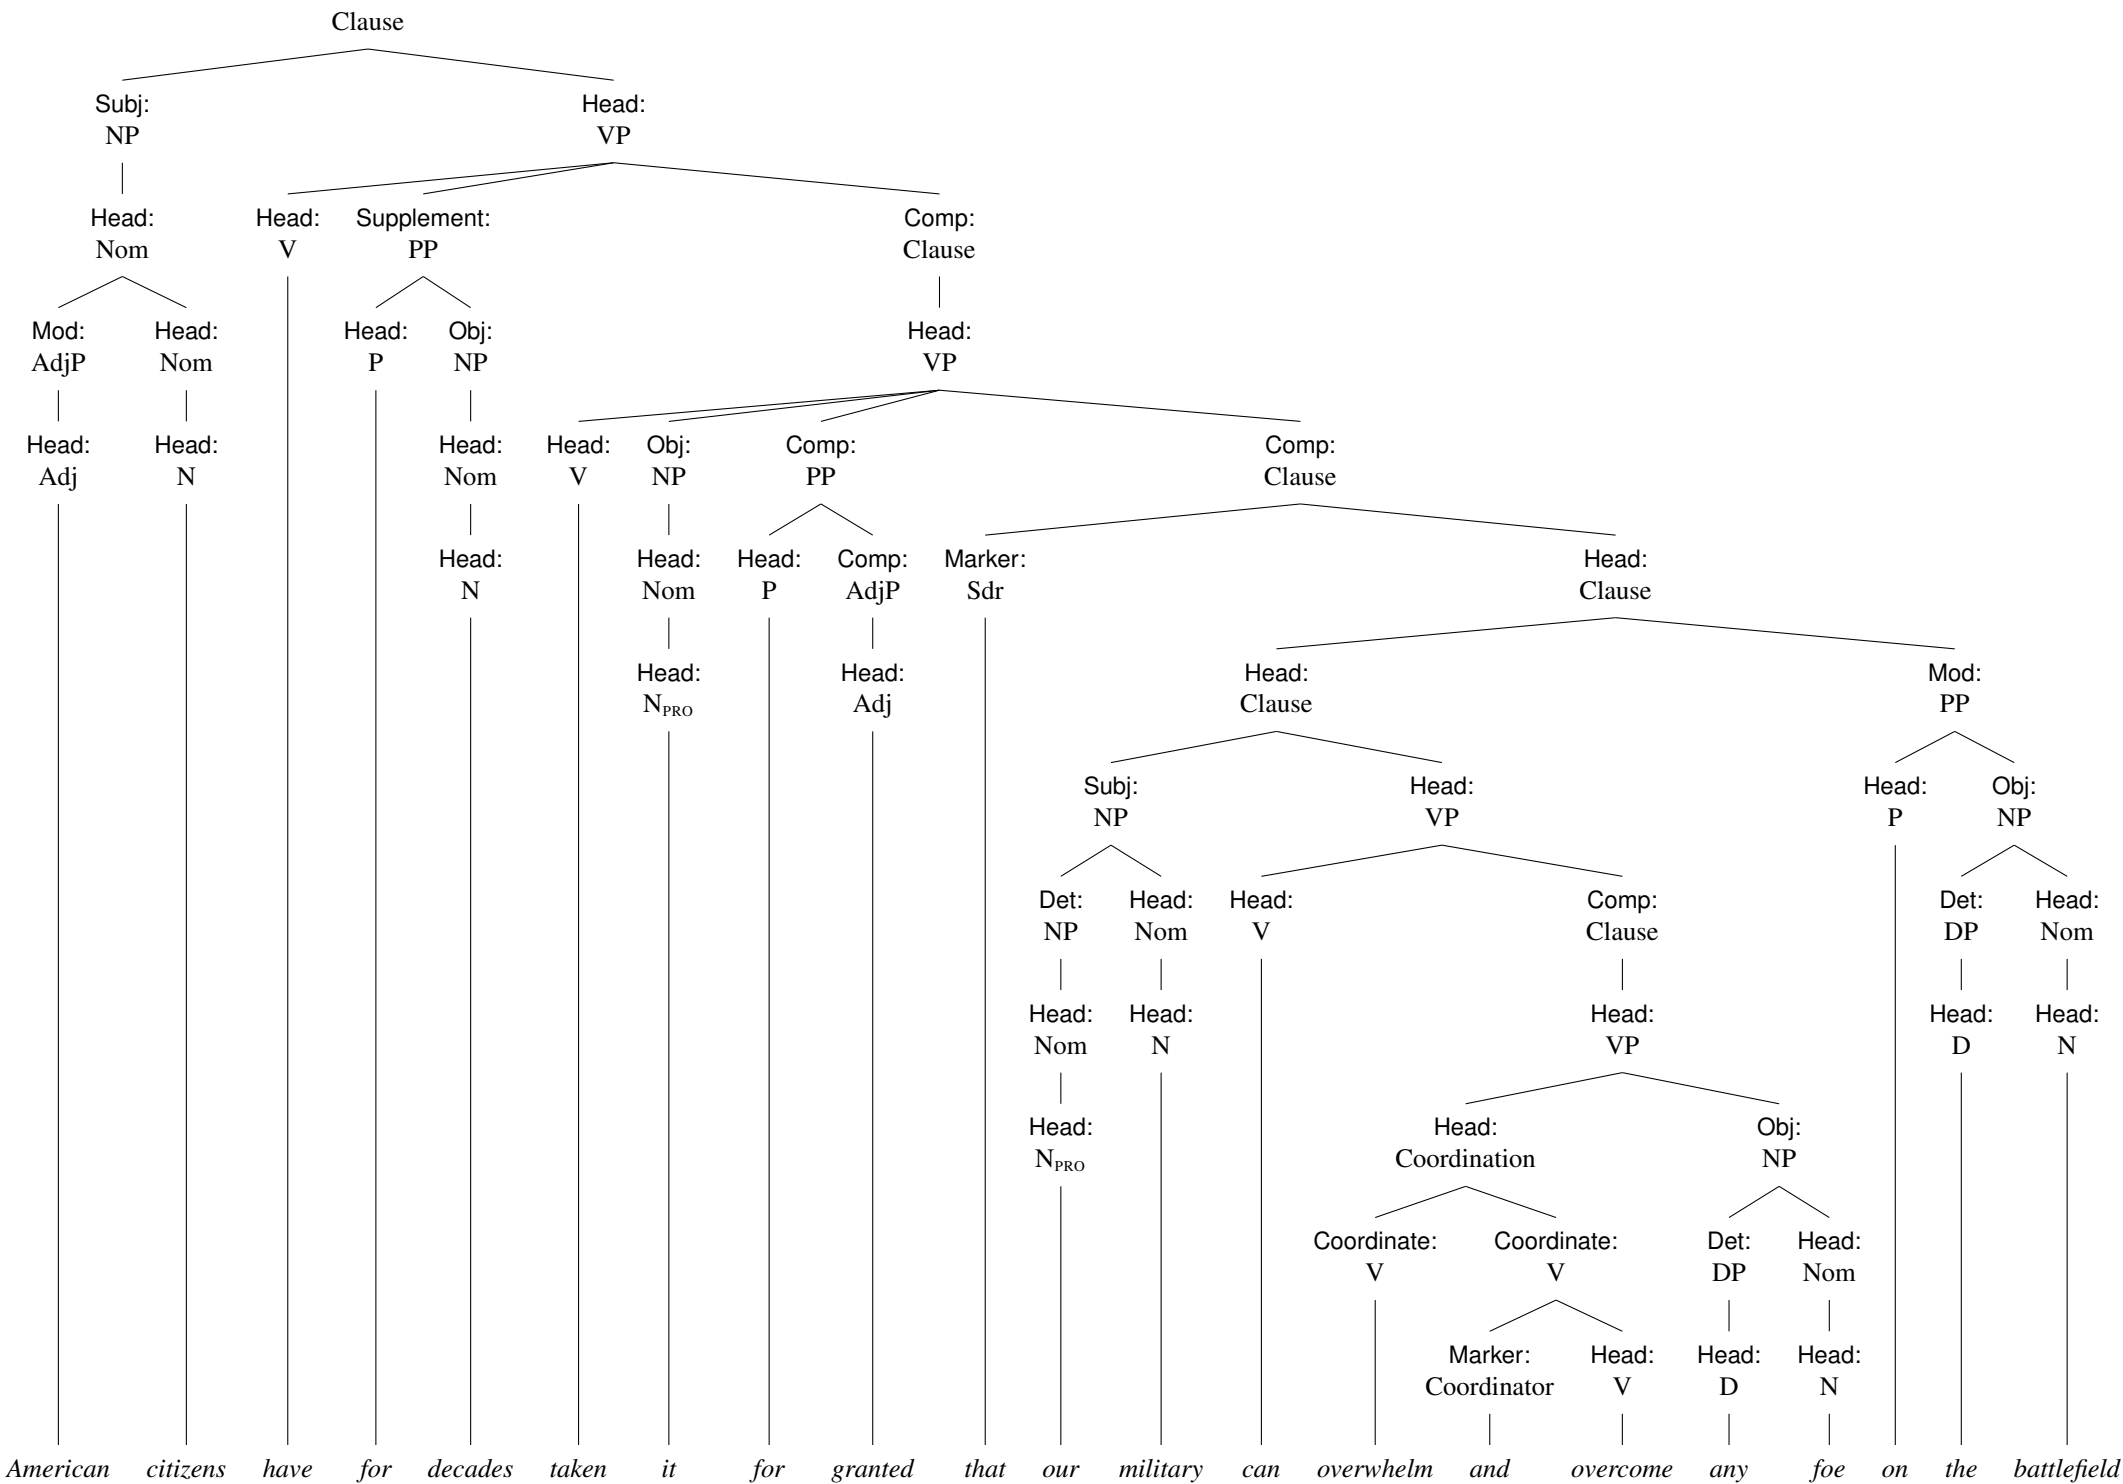 Clause
Subj: Head:
NP VP
Head: Head: Supplement: Comp:
Nom V PP Clause
Mod: Head: Head: Obj: Head:
AdjP Nom P NP VP
Head: Head: Head: Head: Obj: Comp: Comp:
Adj N Nom V NP PP Clause
Head: Head: Head: Comp: Marker: Head:
N Nom P AdjP Sdr Clause
Head: Head: Head: Mod:
NPRO Adj Clause PP
Subj: Head: Head: Obj:
NP VP P NP
Det: Head: Head: Comp: Det: Head:
NP Nom V Clause DP Nom
Head: Head: Head: Head: Head:
Nom N VP D N
Head: Head: Obj:
NPRO Coordination NP
Coordinate: Coordinate: Det: Head:
V V DP Nom
Marker: Head: Head: Head:
Coordinator V D N
American citizens have for decades taken it for granted that our military can overwhelm and overcome any foe on the battlefield